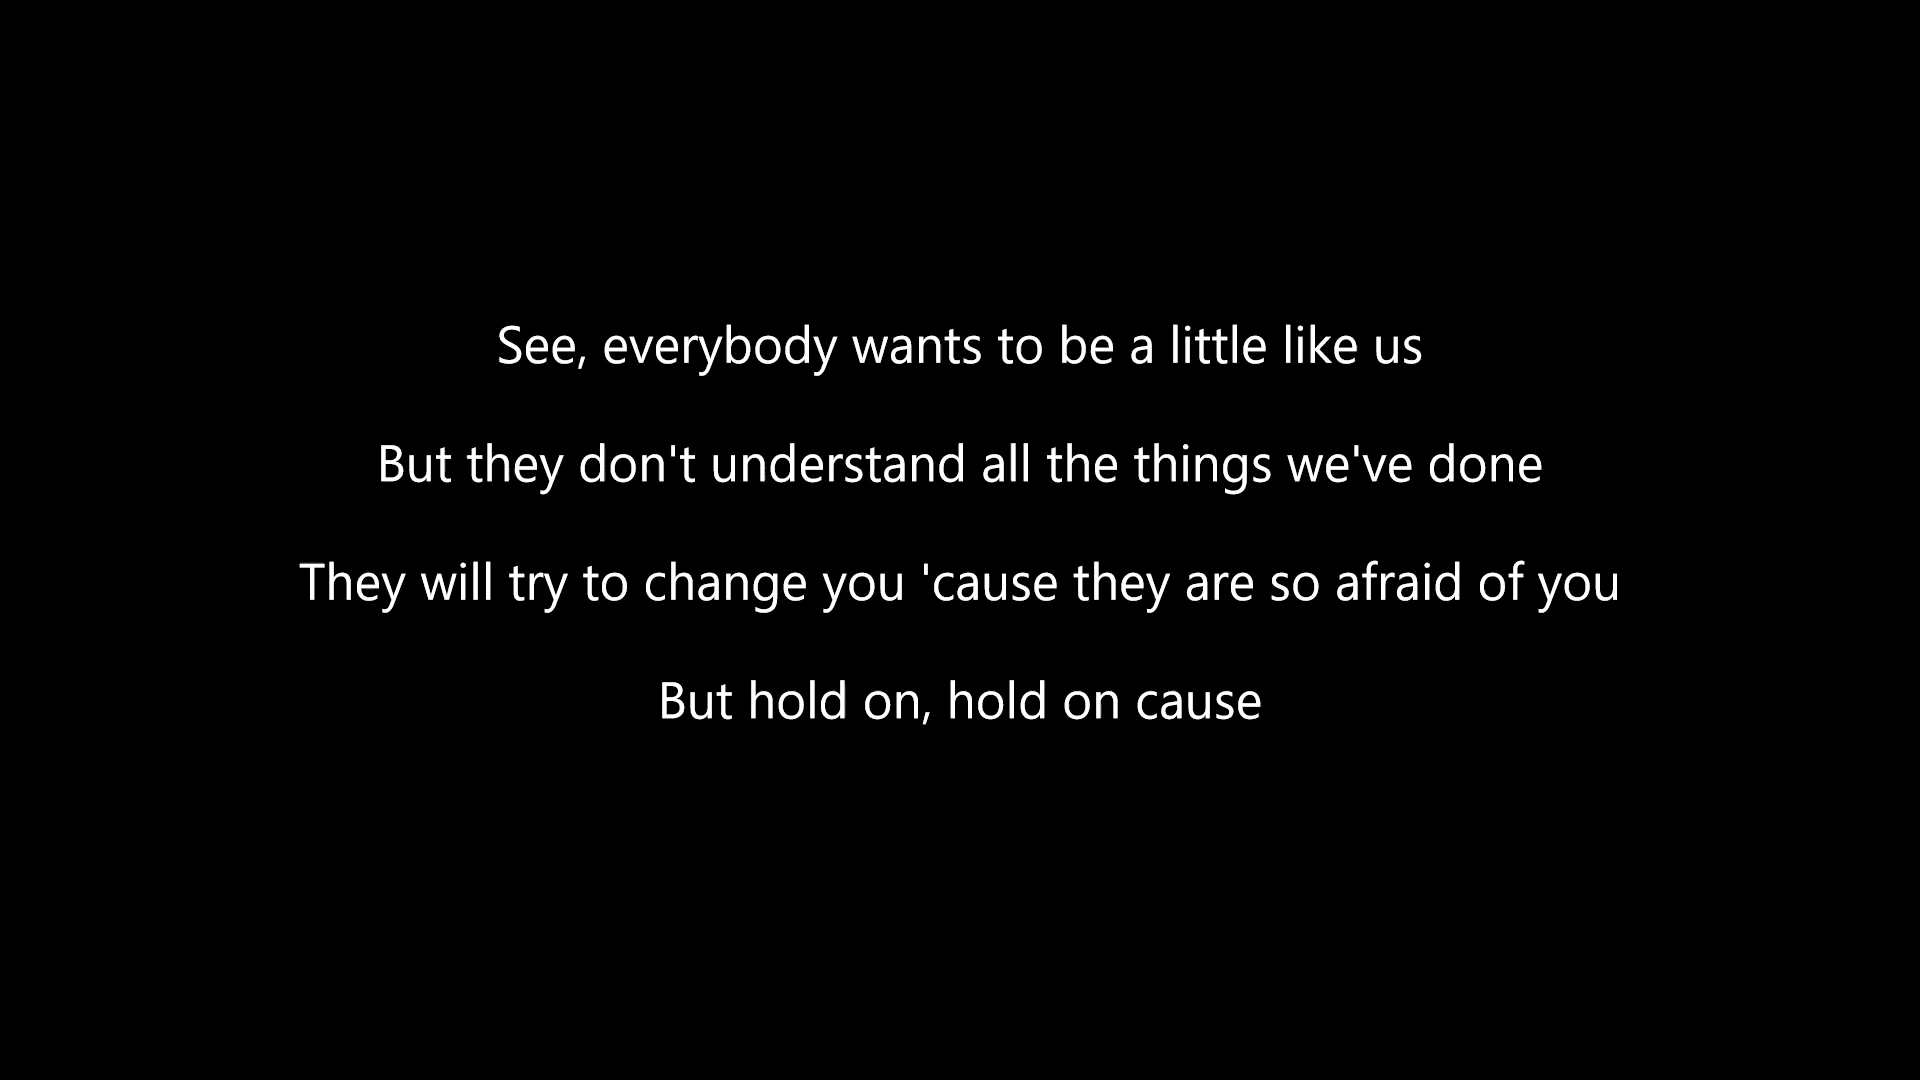 See, everybody wants to be a little like us
But they don't understand all the things we've done
They will try to change you 'cause they are so afraid of you
But hold on, hold on cause